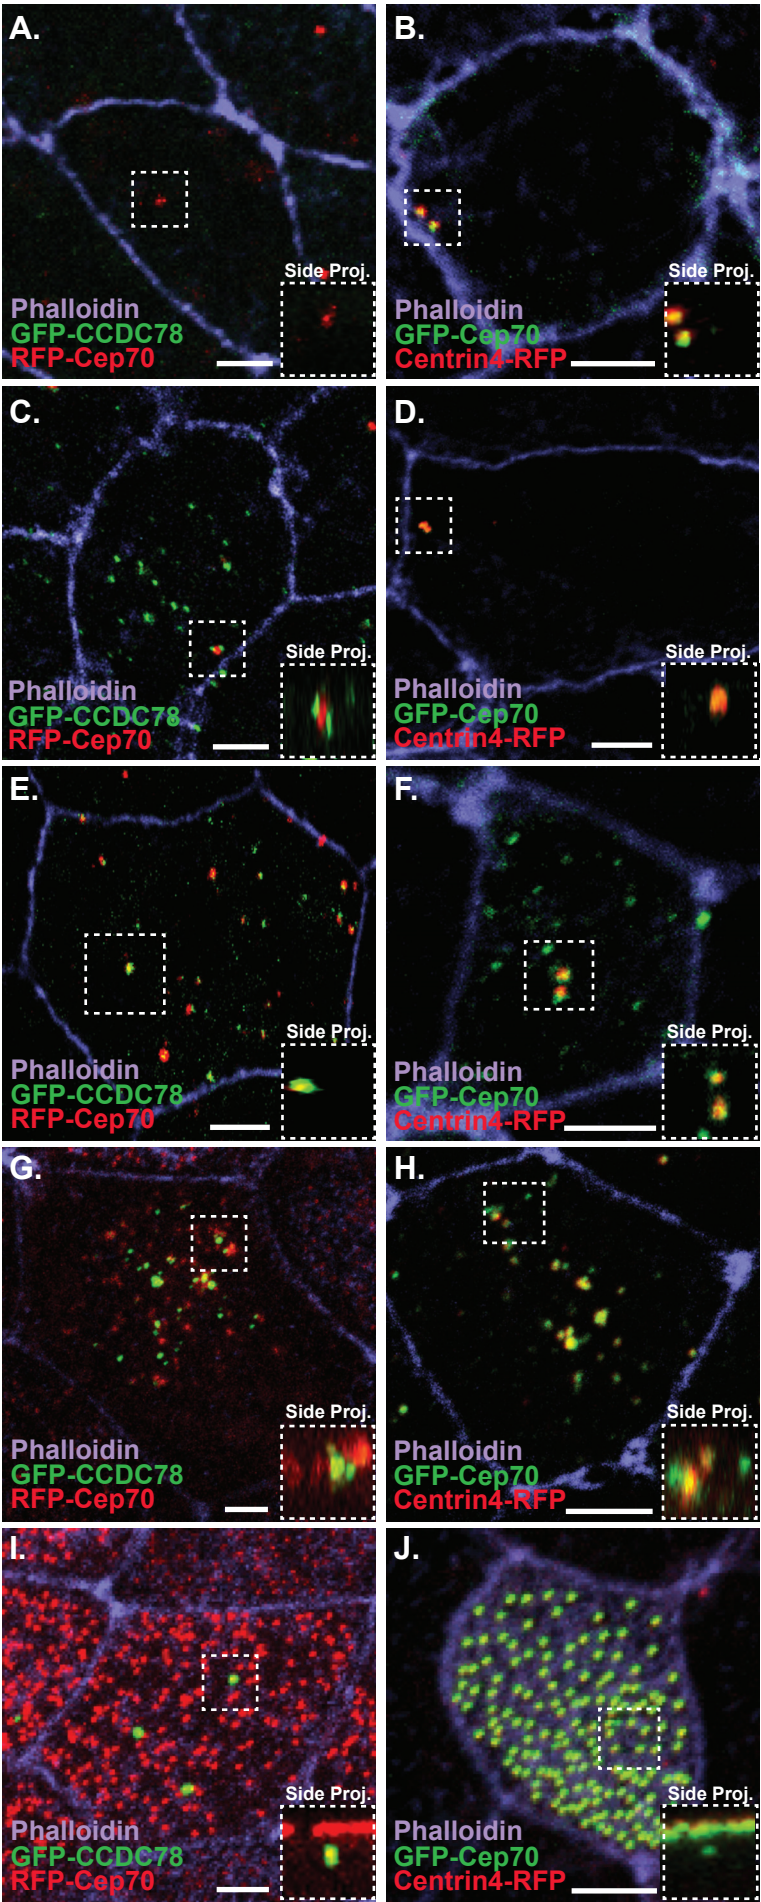 A.
Side Proj.
Phalloidin
GFP-CCDC78
RFP-Cep70
B.
Side Proj.
Phalloidin
GFP-Cep70
Centrin4-RFP
C.
Side Proj.
Phalloidin
GFP-CCDC78
RFP-Cep70
D.
Side Proj.
Phalloidin
GFP-Cep70
Centrin4-RFP
E.
Side Proj.
Phalloidin
GFP-CCDC78
RFP-Cep70
F.
Side Proj.
Phalloidin
GFP-Cep70
Centrin4-RFP
G.
Side Proj.
Phalloidin
GFP-CCDC78
RFP-Cep70
H.
Side Proj.
Phalloidin
GFP-Cep70
Centrin4-RFP
I.
Side Proj.
Phalloidin
GFP-CCDC78
RFP-Cep70
J.
Side Proj.
Phalloidin
GFP-Cep70
Centrin4-RFP